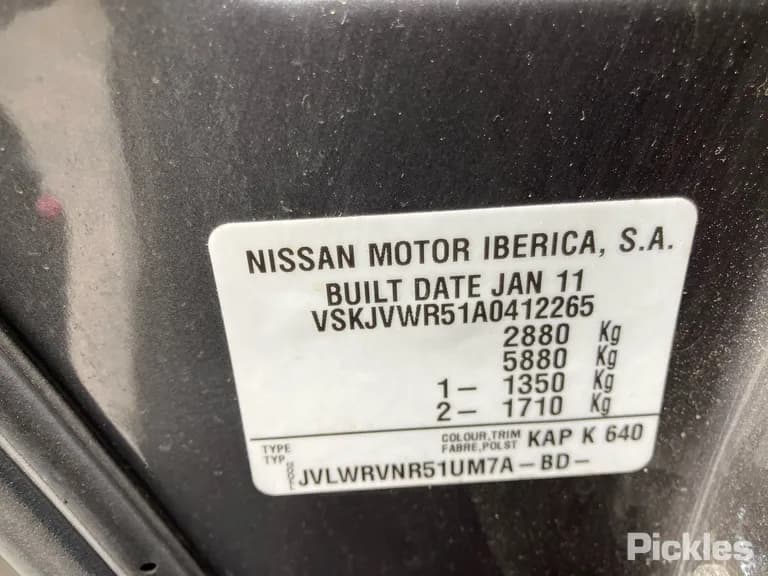 NISSAN MOTOR IBERICA, S.A.
BUILT DATE JAN 11
VSKJVWR51A0412265
2880 Kg
5880 Kg
1– 1350 Kg
2– 1710 Kg
TYPE
TYP
COLOUR,TRIM
FABRE,POLST
KAP K 640
MODEL
JVLWRVNR51UM7A–BD–
Pickles